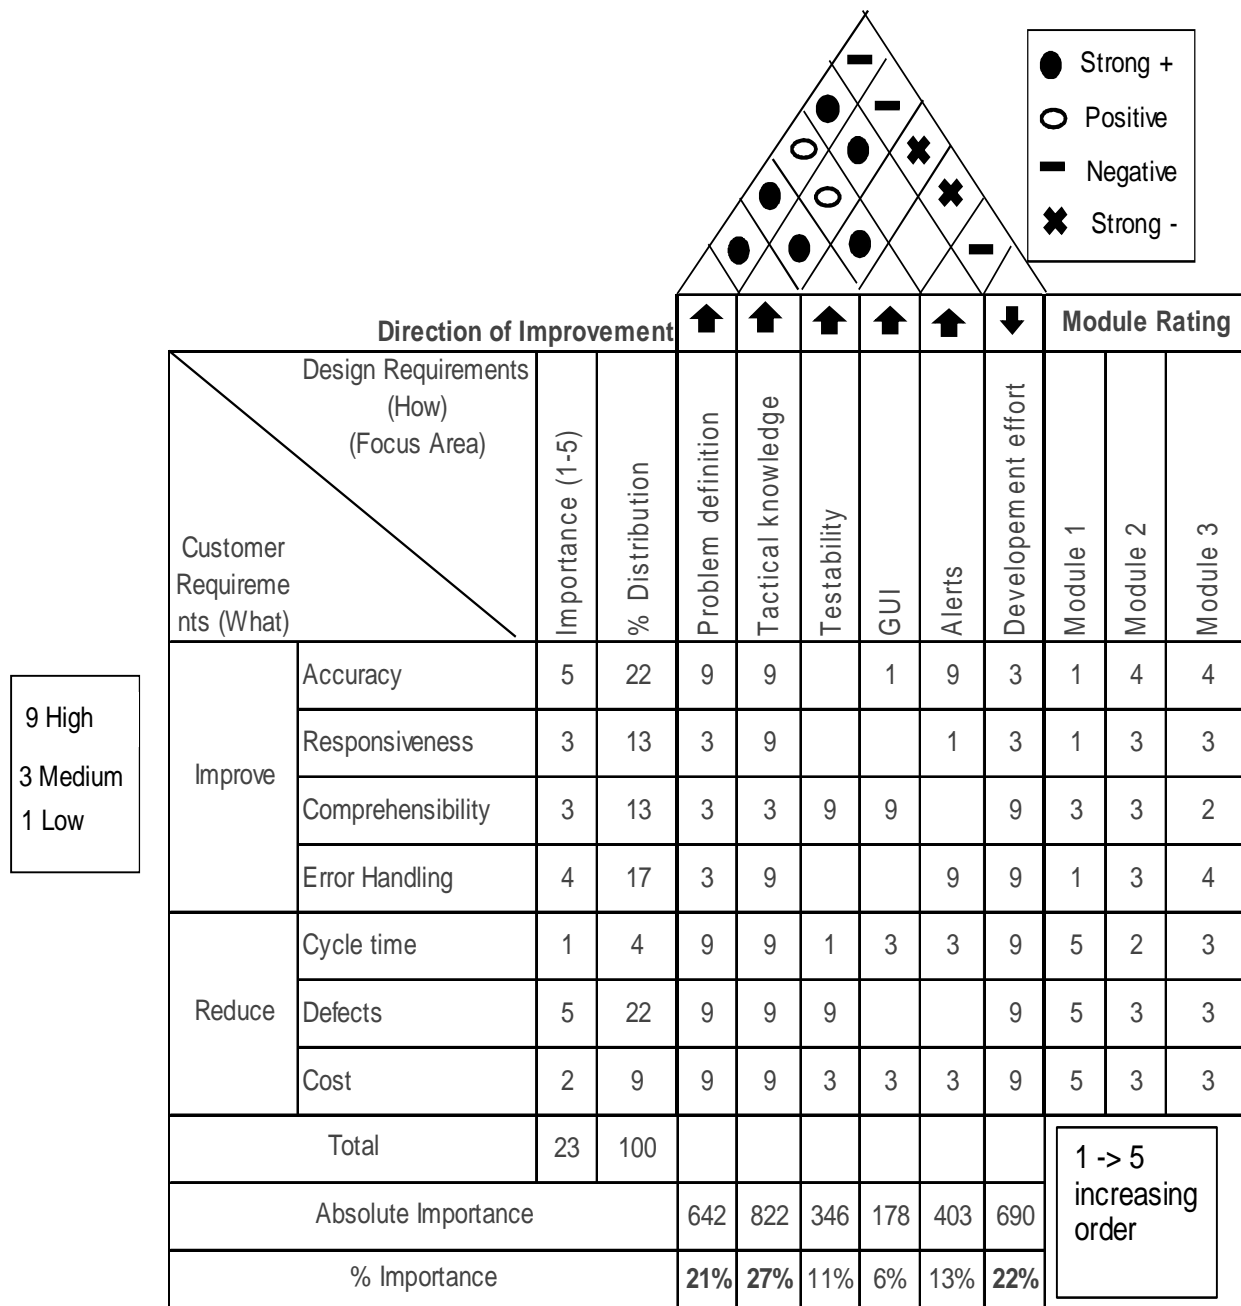 Strong +
Positive
Negative
Strong -
Direction of Improvement
Module Rating
Design Requirements
(How)
(Focus Area)
Customer
Requireme
nts (What)
Importance (1-5)
% Distribution
Problem definition
Tactical knowledge
Testability
GUI
Alerts
Developement effort
Module 1
Module 2
Module 3
9 High
3 Medium
1 Low
Improve
Accuracy 5 22 9 9 1 9 3 1 4 4
Responsiveness 3 13 3 9 1 3 1 3 3
Comprehensibility 3 13 3 3 9 9 9 3 3 2
Error Handling 4 17 3 9 9 9 1 3 4
Reduce
Cycle time 1 4 9 9 1 3 3 9 5 2 3
Defects 5 22 9 9 9 9 5 3 3
Cost 2 9 9 9 3 3 3 9 5 3 3
Total 23 100
Absolute Importance 642 822 346 178 403 690
% Importance 21% 27% 11% 6% 13% 22%
1 -> 5
increasing
order